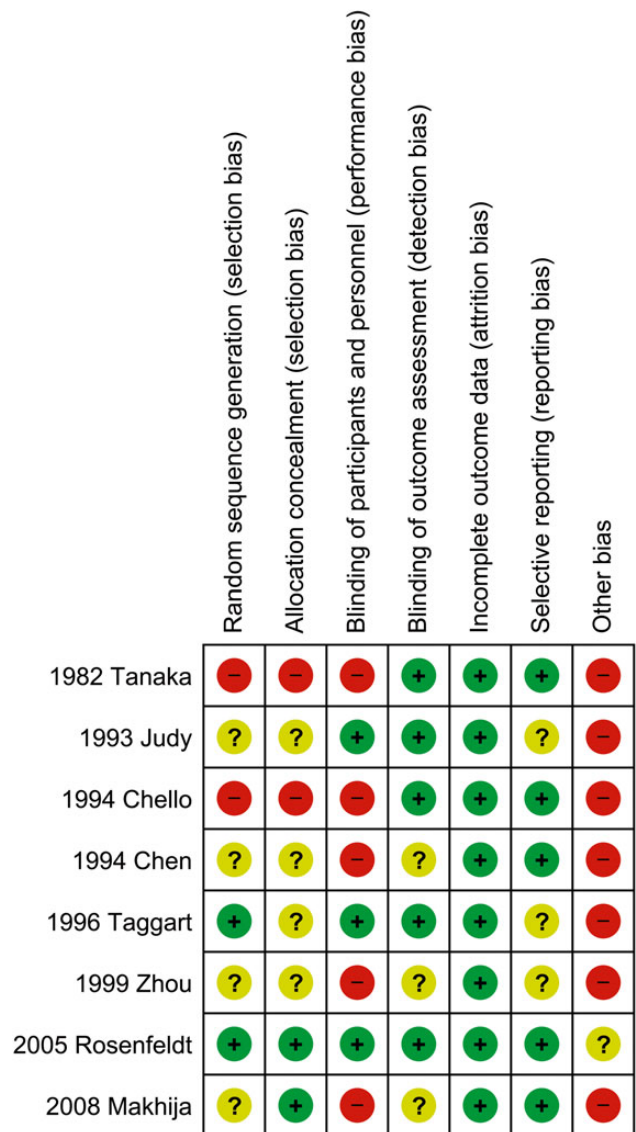 Random sequence generation (selection bias)
Allocation concealment (selection bias)
Blinding of participants and personnel (performance bias)
Blinding of outcome assessment (detection bias)
Incomplete outcome data (attrition bias)
Selective reporting (reporting bias)
Other bias
1982 Tanaka – – – + + + –
1993 Judy ? ? + + + ? –
1994 Chello – – – + + + –
1994 Chen ? ? – ? + + –
1996 Taggart + ? + + + ? –
1999 Zhou ? ? – ? + ? –
2005 Rosenfeldt + + + + + + ?
2008 Makhija ? + – ? + + –